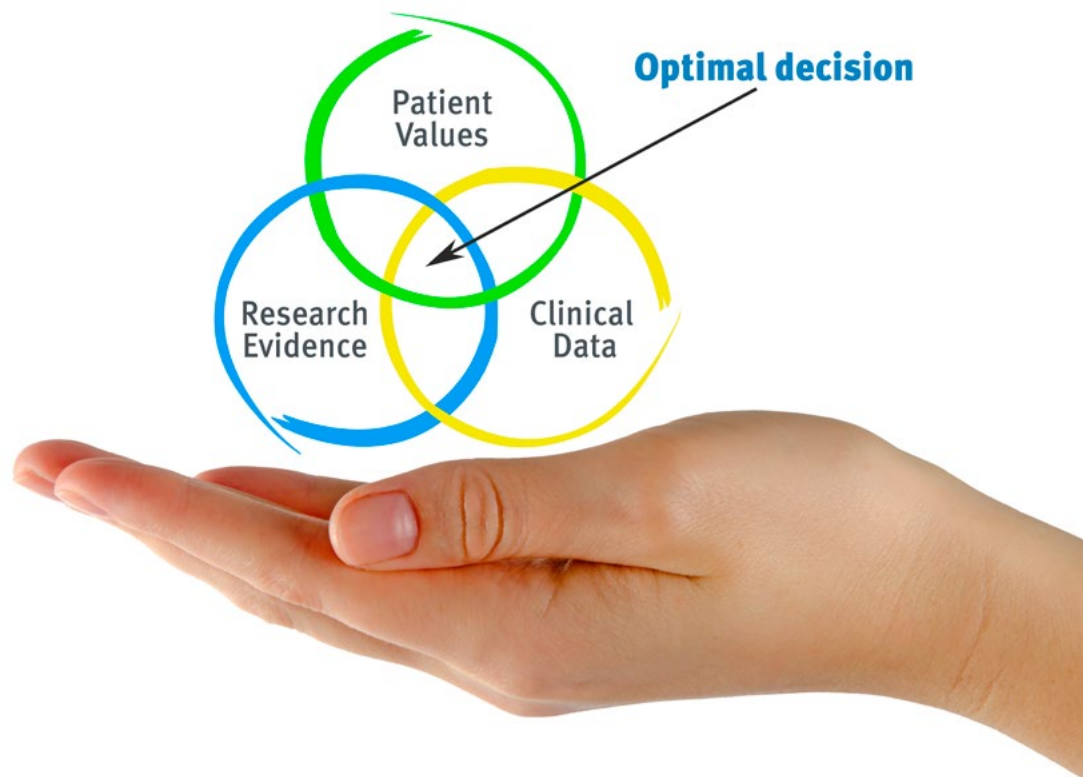 Optimal decision
Patient
Values
Research
Evidence
Clinical
Data